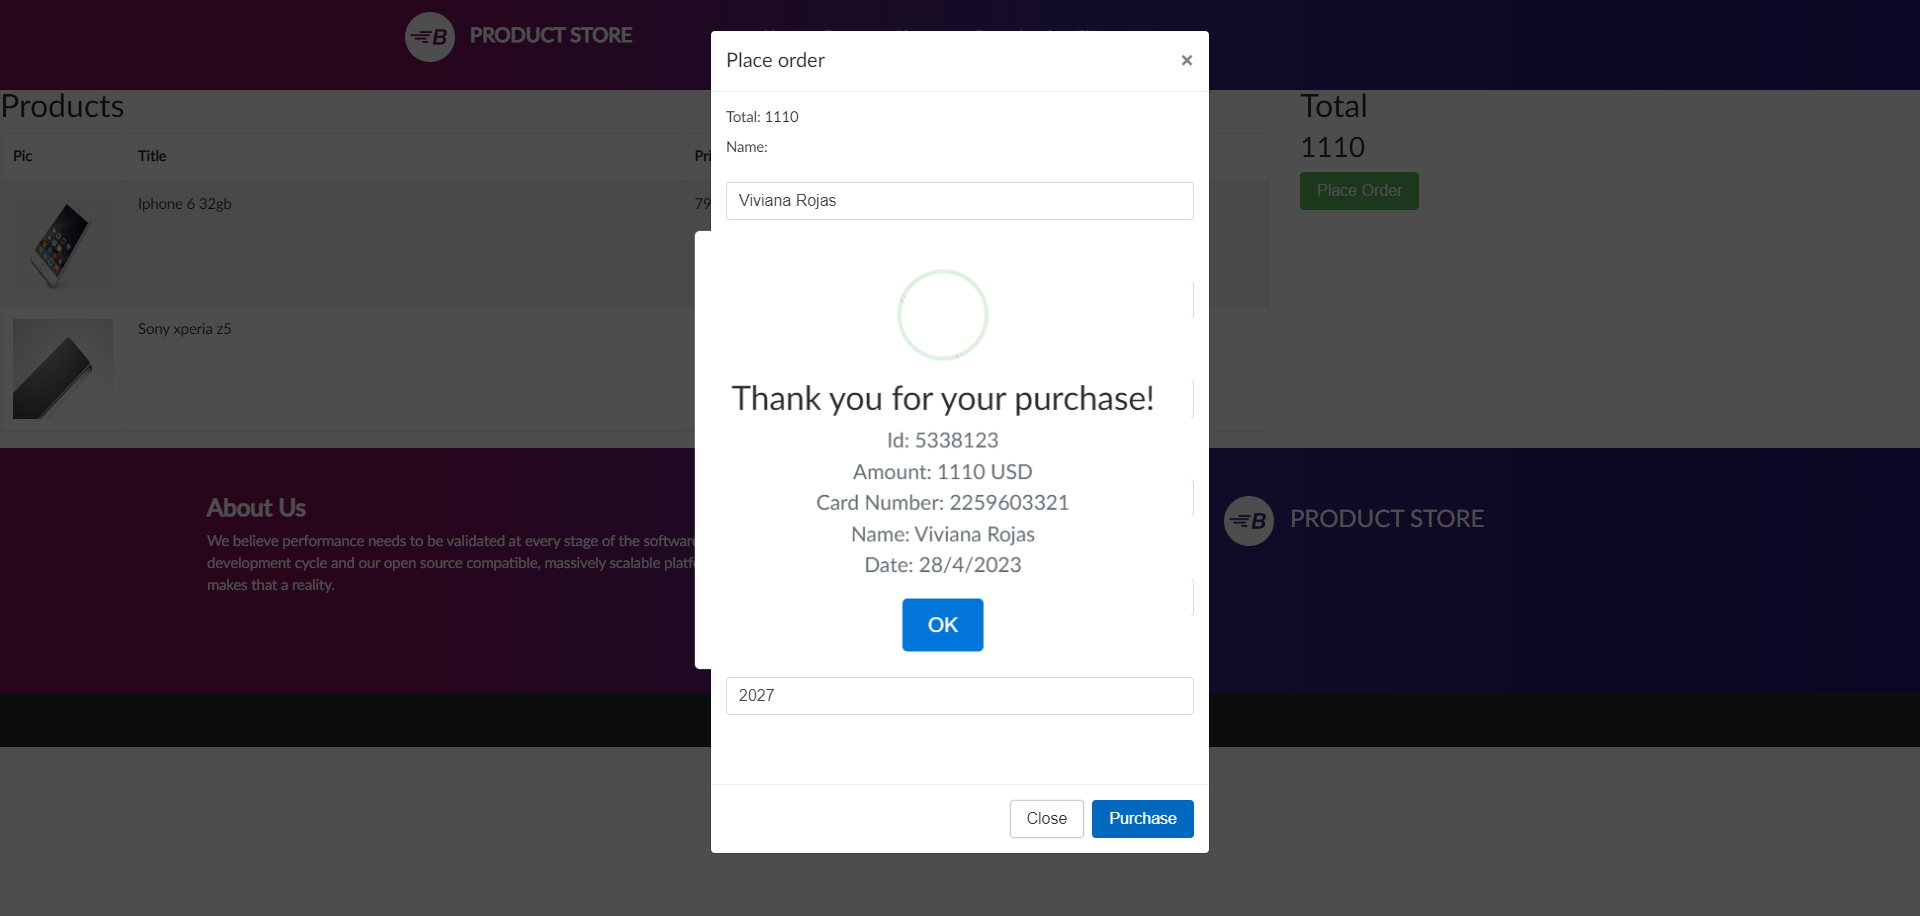 PRODUCT STORE
Place order
×
Products
Total
1110
Place Order
Pic
Title
Iphone 6 32gb
79
Sony xperia z5
Total: 1110
Name:
Viviana Rojas
Thank you for your purchase!
Id: 5338123
Amount: 1110 USD
Card Number: 2259603321
Name: Viviana Rojas
Date: 28/4/2023
OK
2027
Close
Purchase
About Us
We believe performance needs to be validated at every stage of the software
development cycle and our open source compatible, massively scalable
makes that a reality.
PRODUCT STORE